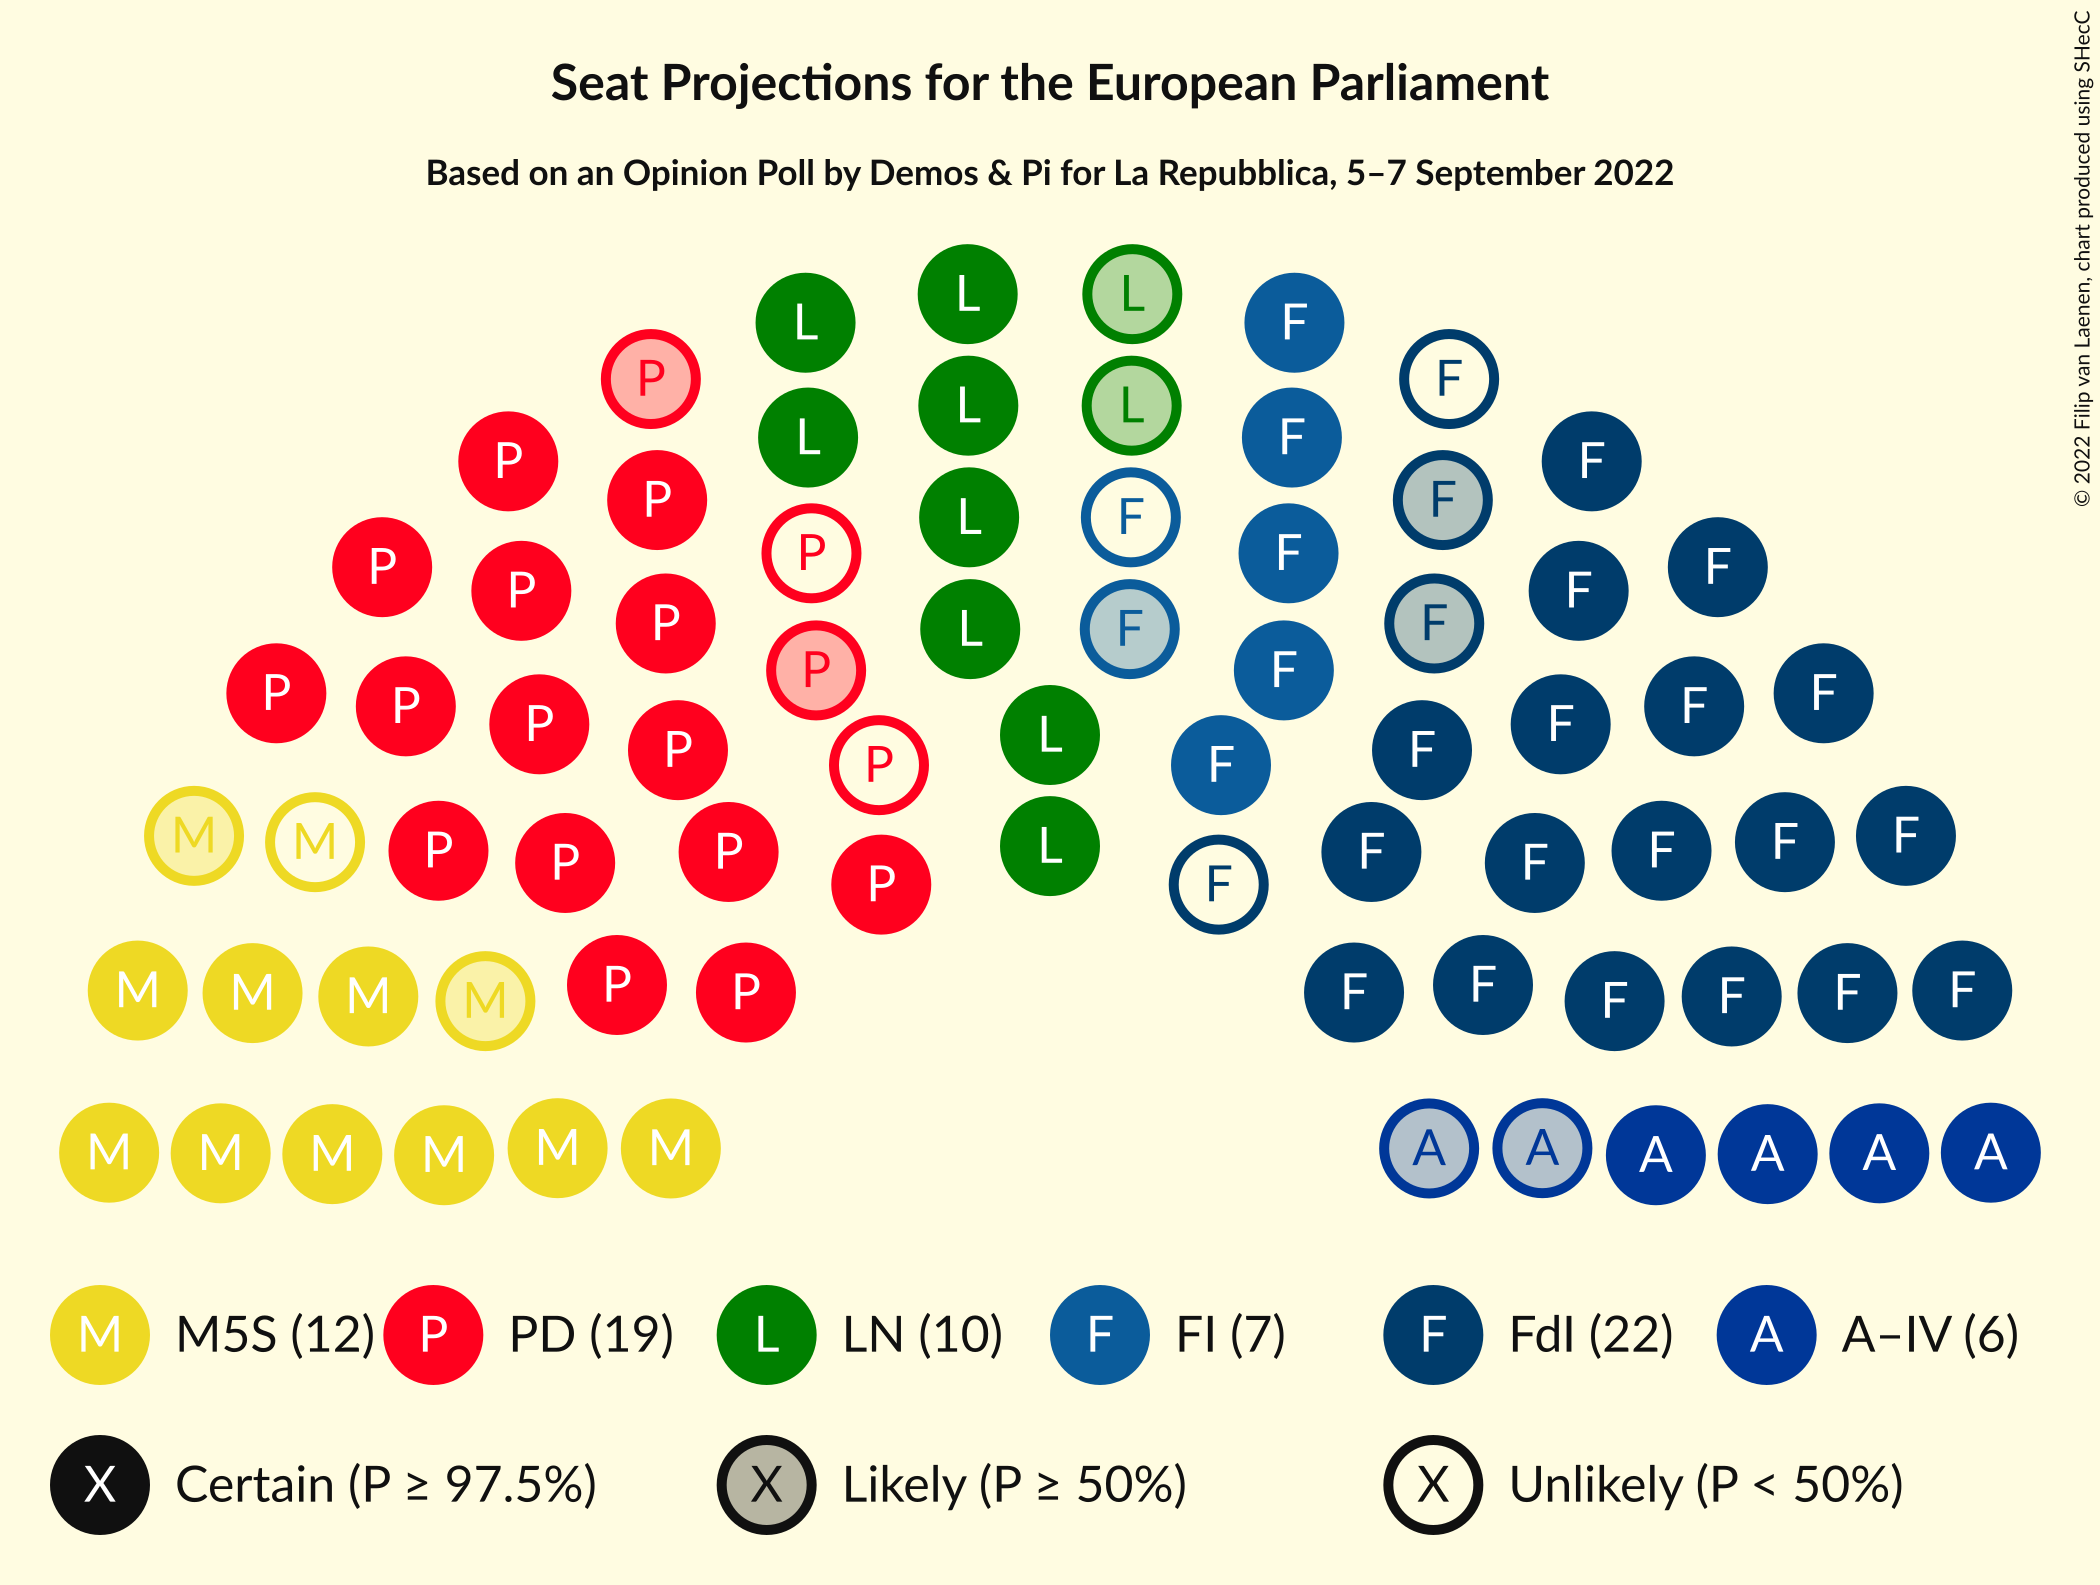 Seat Projections for the European Parliament
Based on an Opinion Poll by Demos & Pi for La Repubblica, 5–7 September 2022
© 2022 Filip van Laenen, chart produced using SHecC
L L
L L F
P F
L L
L F
P F
P P F F
L F
P F
P F
P P F F
L F
P F
P F
P P F F
P P F F
L
P F
M M P P P F F F F F
L
P F
M M M M P P F F F F F F
M M M M M M A A A A A A
M M5S (12) P PD (19) L LN (10) F FI (7) F FdI (22) A A–IV (6)
X Certain (P ≥ 97.5%) X Likely (P ≥ 50%) X Unlikely (P < 50%)